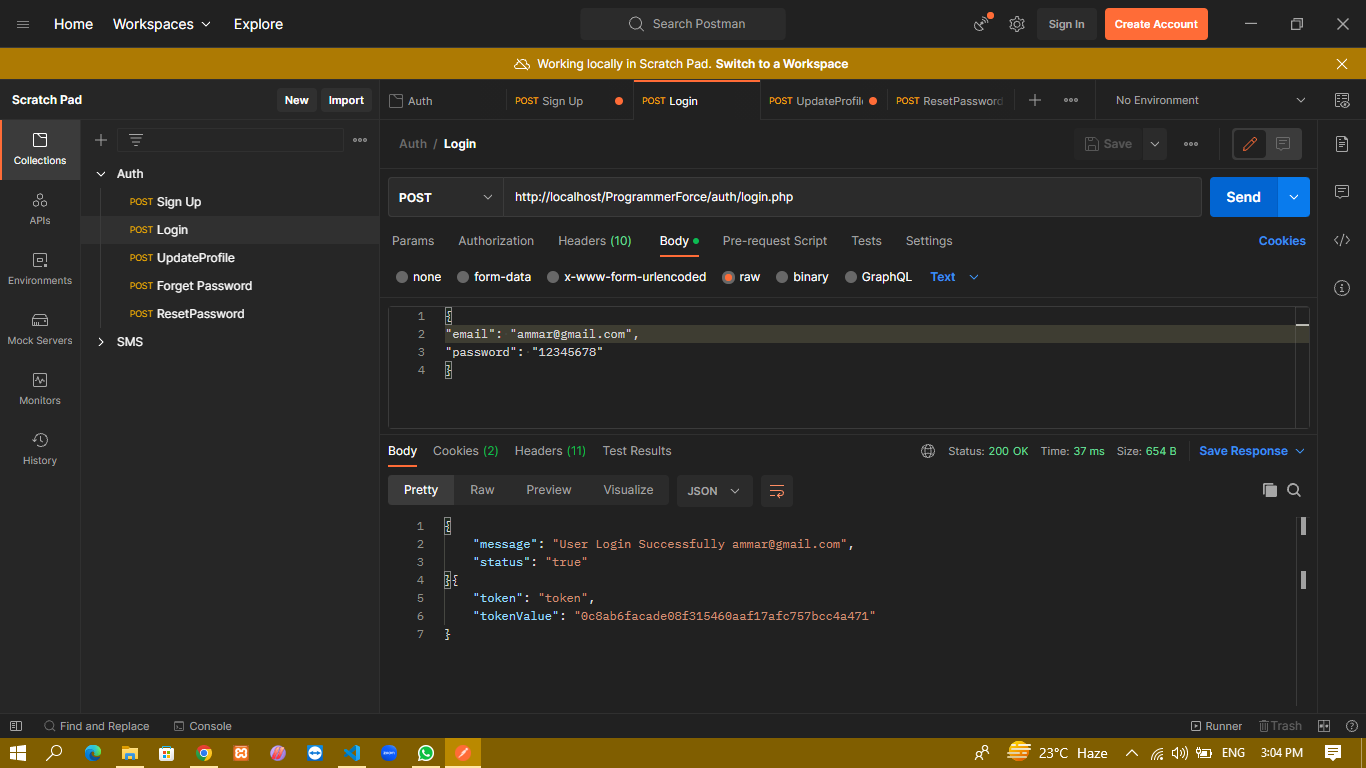 Home Workspaces Explore Search Postman Sign In Create Account
Working locally in Scratch Pad. Switch to a Workspace
Scratch Pad New Import Auth POST Sign Up POST Login POST UpdateProfile POST ResetPassword No Environment
Collections
APIs
Environments
Mock Servers
Monitors
History
Auth
POST Sign Up
POST Login
POST UpdateProfile
POST Forget Password
POST ResetPassword
SMS
Auth / Login Save
POST http://localhost/ProgrammerForce/auth/login.php Send
Params Authorization Headers (10) Body Pre-request Script Tests Settings Cookies
none form-data x-www-form-urlencoded raw binary GraphQL Text
1 {
2 "email": "ammar@gmail.com",
3 "password": "12345678"
4 }
Body Cookies (2) Headers (11) Test Results Status: 200 OK Time: 37 ms Size: 654 B Save Response
Pretty Raw Preview Visualize JSON
1 {
2 "message": "User Login Successfully ammar@gmail.com",
3 "status": "true"
4 }{
5 "token": "token",
6 "tokenValue": "0c8ab6facade08f315460aaf17afc757bcc4a471"
7 }
Find and Replace Console Runner Trash
23°C Haze ENG 3:04 PM